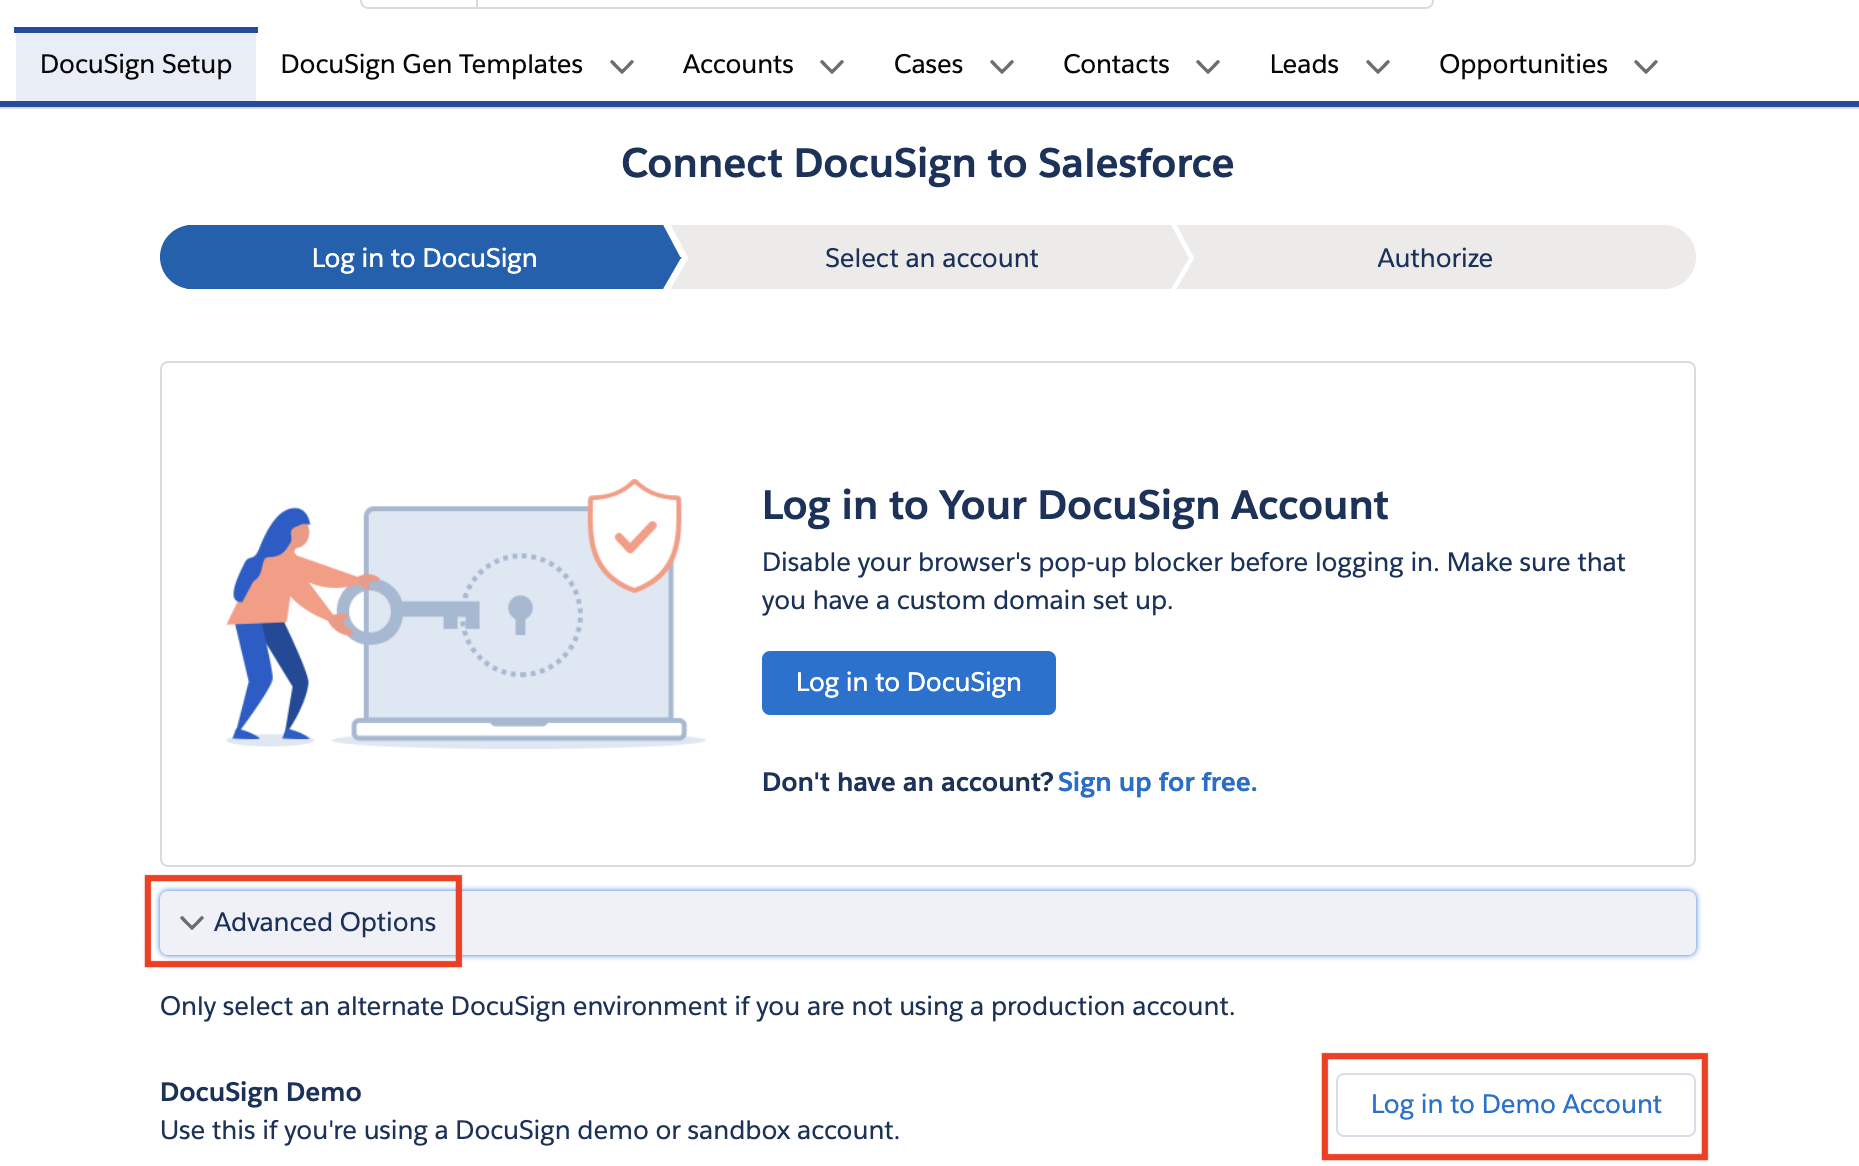 DocuSign Setup DocuSign Gen Templates Accounts Cases Contacts Leads Opportunities
Connect DocuSign to Salesforce
Log in to DocuSign Select an account Authorize
Log in to Your DocuSign Account
Disable your browser's pop-up blocker before logging in. Make sure that
you have a custom domain set up.
Log in to DocuSign
Don't have an account? Sign up for free.
Advanced Options
Only select an alternate DocuSign environment if you are not using a production account.
DocuSign Demo
Use this if you're using a DocuSign demo or sandbox account.
Log in to Demo Account